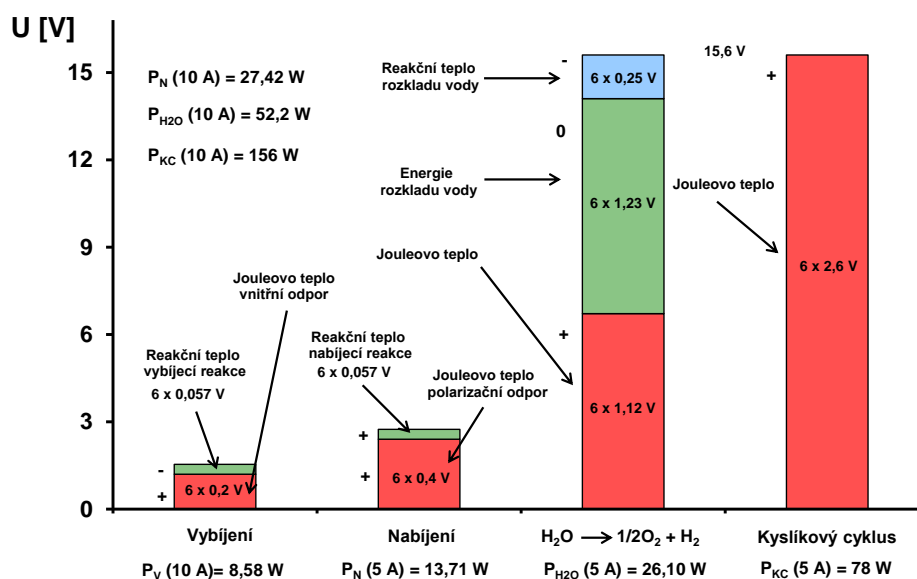 U [V]
15
12
9
6
3
0
P_N (10 A) = 27,42 W
P_H2O (10 A) = 52,2 W
P_KC (10 A) = 156 W
Reakční teplo
rozkladu vody
-
6 x 0,25 V
15,6 V
+
0
Energie
rozkladu vody
6 x 1,23 V
Jouleovo teplo
6 x 2,6 V
Jouleovo teplo
vnitřní odpor
Jouleovo teplo
+
6 x 1,12 V
Reakční teplo
vybíjecí reakce
6 x 0,057 V
Reakční teplo
nabíjecí reakce
6 x 0,057 V
Jouleovo teplo
polarizační odpor
-
+
6 x 0,2 V
+
+
6 x 0,4 V
Vybíjení
Nabíjení
H₂O → 1/2O₂ + H₂
Kyslíkový cyklus
P_V (10 A)= 8,58 W
P_N (5 A) = 13,71 W
P_H2O (5 A) = 26,10 W
P_KC (5 A) = 78 W